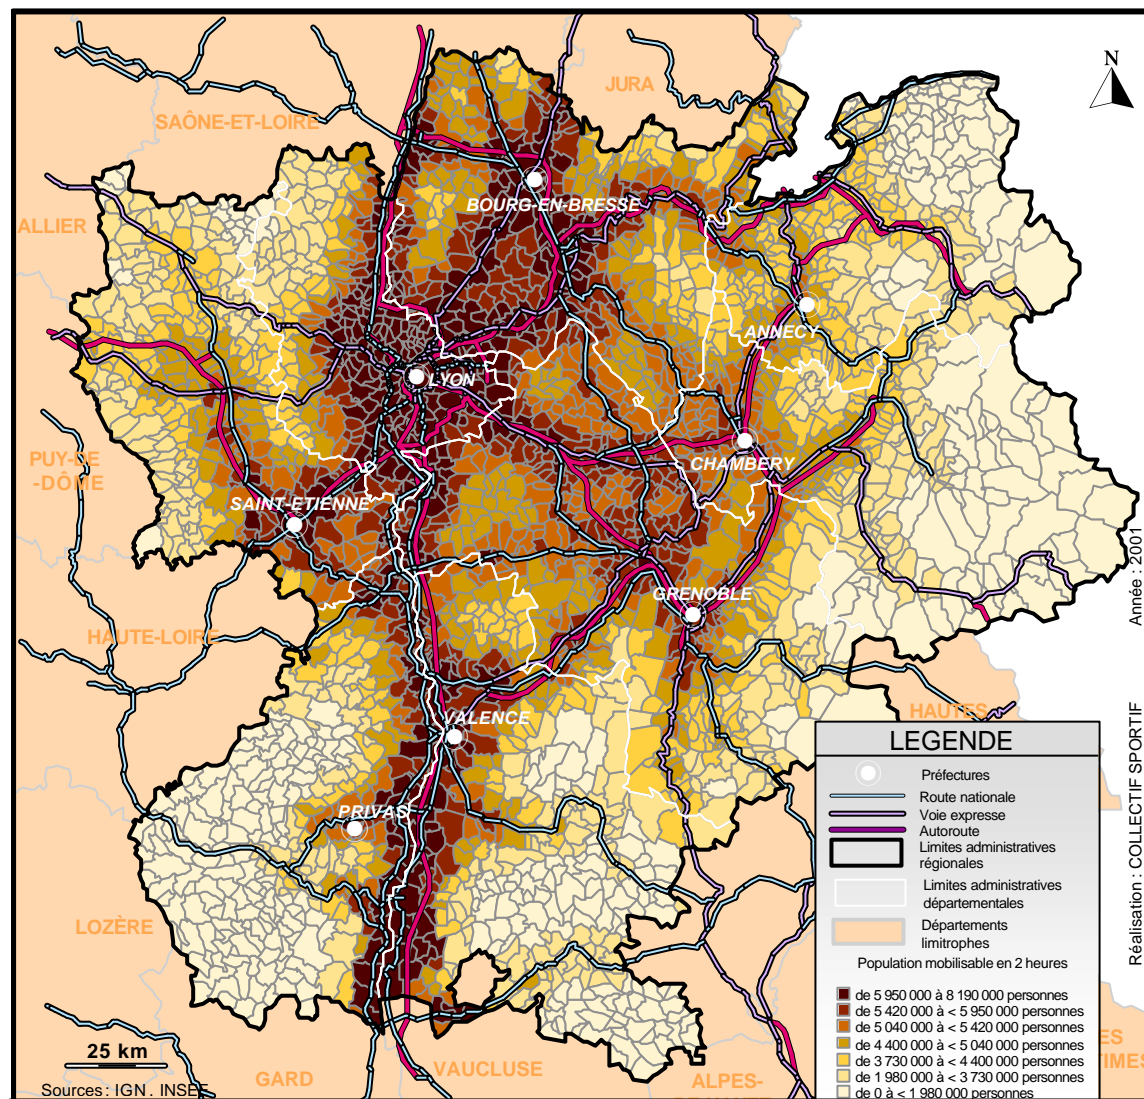 N
JURA
SAÔNE-ET-LOIRE
BOURG-EN-BRESSE
ALLIER
ANNECY
LYON
PUY-DE
-DÔME
CHAMBERY
SAINT-ETIENNE
GRENOBLE
HAUTE-LOIRE
VALENCE
HAUTES
PRIVAS
LOZÈRE
GARD
VAUCLUSE
ALPES-
ES
TIMES
25 km
Sources : IGN . INSEE
LEGENDE
Préfectures
Route nationale
Voie expresse
Autoroute
Limites administratives
régionales
Limites administratives
départementales
Départements
limitrophes
Population mobilisable en 2 heures
de 5 950 000 à 8 190 000 personnes
de 5 420 000 à < 5 950 000 personnes
de 5 040 000 à < 5 420 000 personnes
de 4 400 000 à < 5 040 000 personnes
de 3 730 000 à < 4 400 000 personnes
de 1 980 000 à < 3 730 000 personnes
de 0 à < 1 980 000 personnes
Année : 2001
Réalisation : COLLECTIF SPORTIF